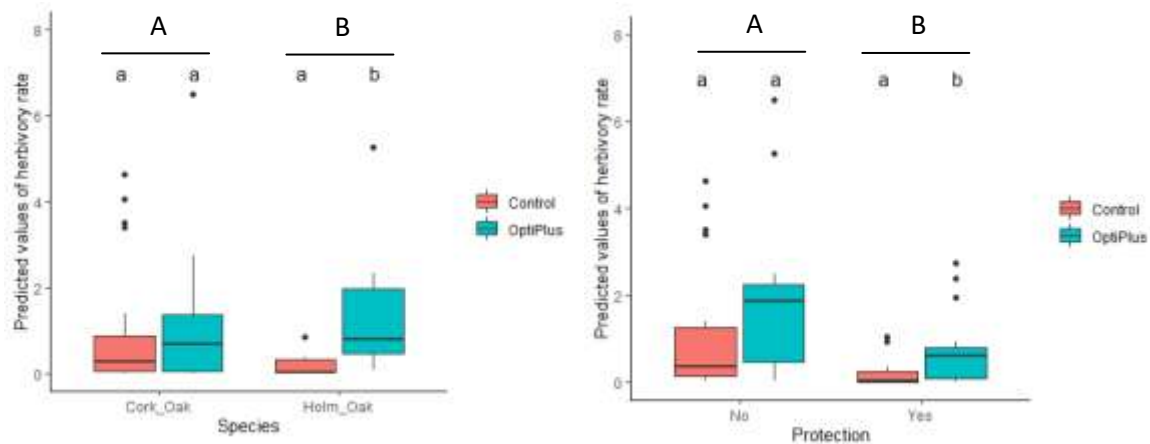 A B
a a a b
8
6
4
2
0
Predicted values of herbivory rate
Cork_Oak Holm_Oak
Species
Control
OptiPlus
A B
a a a b
8
6
4
2
0
Predicted values of herbivory rate
No Yes
Protection
Control
OptiPlus